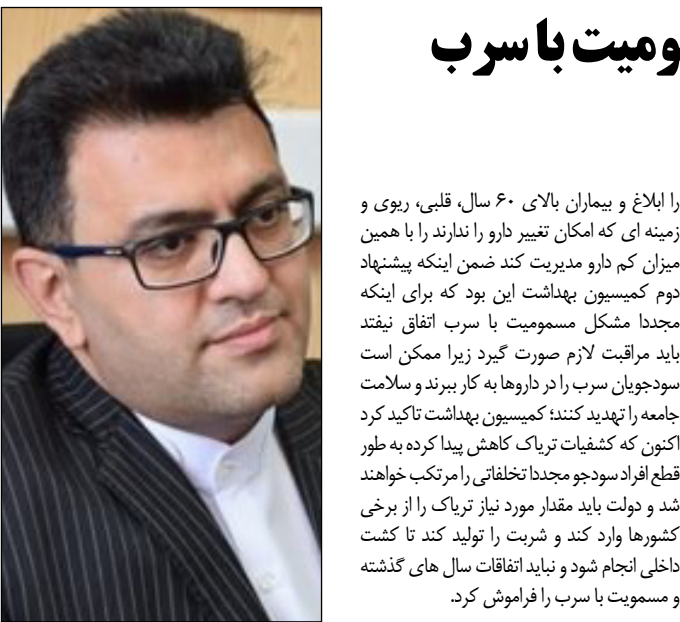 ومیت با سرب
را ابلاغ و بیماران بالای ۶۰ سال، قلبی، ریوی و
زمینه ای که امکان تغییر دارو را ندارند را با همین
میزان کم دارو مدیریت کند ضمن اینکه پیشنهاد
دوم کمیسیون بهداشت این بود که برای اینکه
مجددا مشکل مسمومیت با سرب اتفاق نیفتد
باید مراقبت لازم صورت گیرد زیرا ممکن است
سودجویان سرب را در داروها به کار ببرند و سلامت
جامعه را تهدید کنند؛ کمیسیون بهداشت تاکید کرد
اکنون که کشفیات تریاک کاهش پیدا کرده به طور
قطع افراد سودجو مجددا تخلفاتی را مرتکب خواهند
شد و دولت باید مقدار مورد نیاز تریاک را از برخی
کشورها وارد کند و شربت را تولید کند تا کشت
داخلی انجام شود و نباید اتفاقات سال های گذشته
و مسمویت با سرب را فراموش کرد.